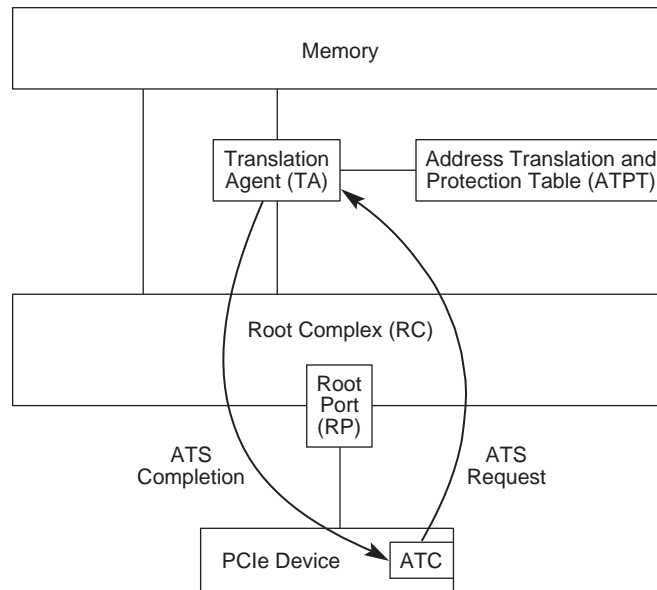 Memory
Translation
Agent (TA)
Address Translation and
Protection Table (ATPT)
Root Complex (RC)
Root
Port
(RP)
ATS
Completion
ATS
Request
PCIe Device
ATC